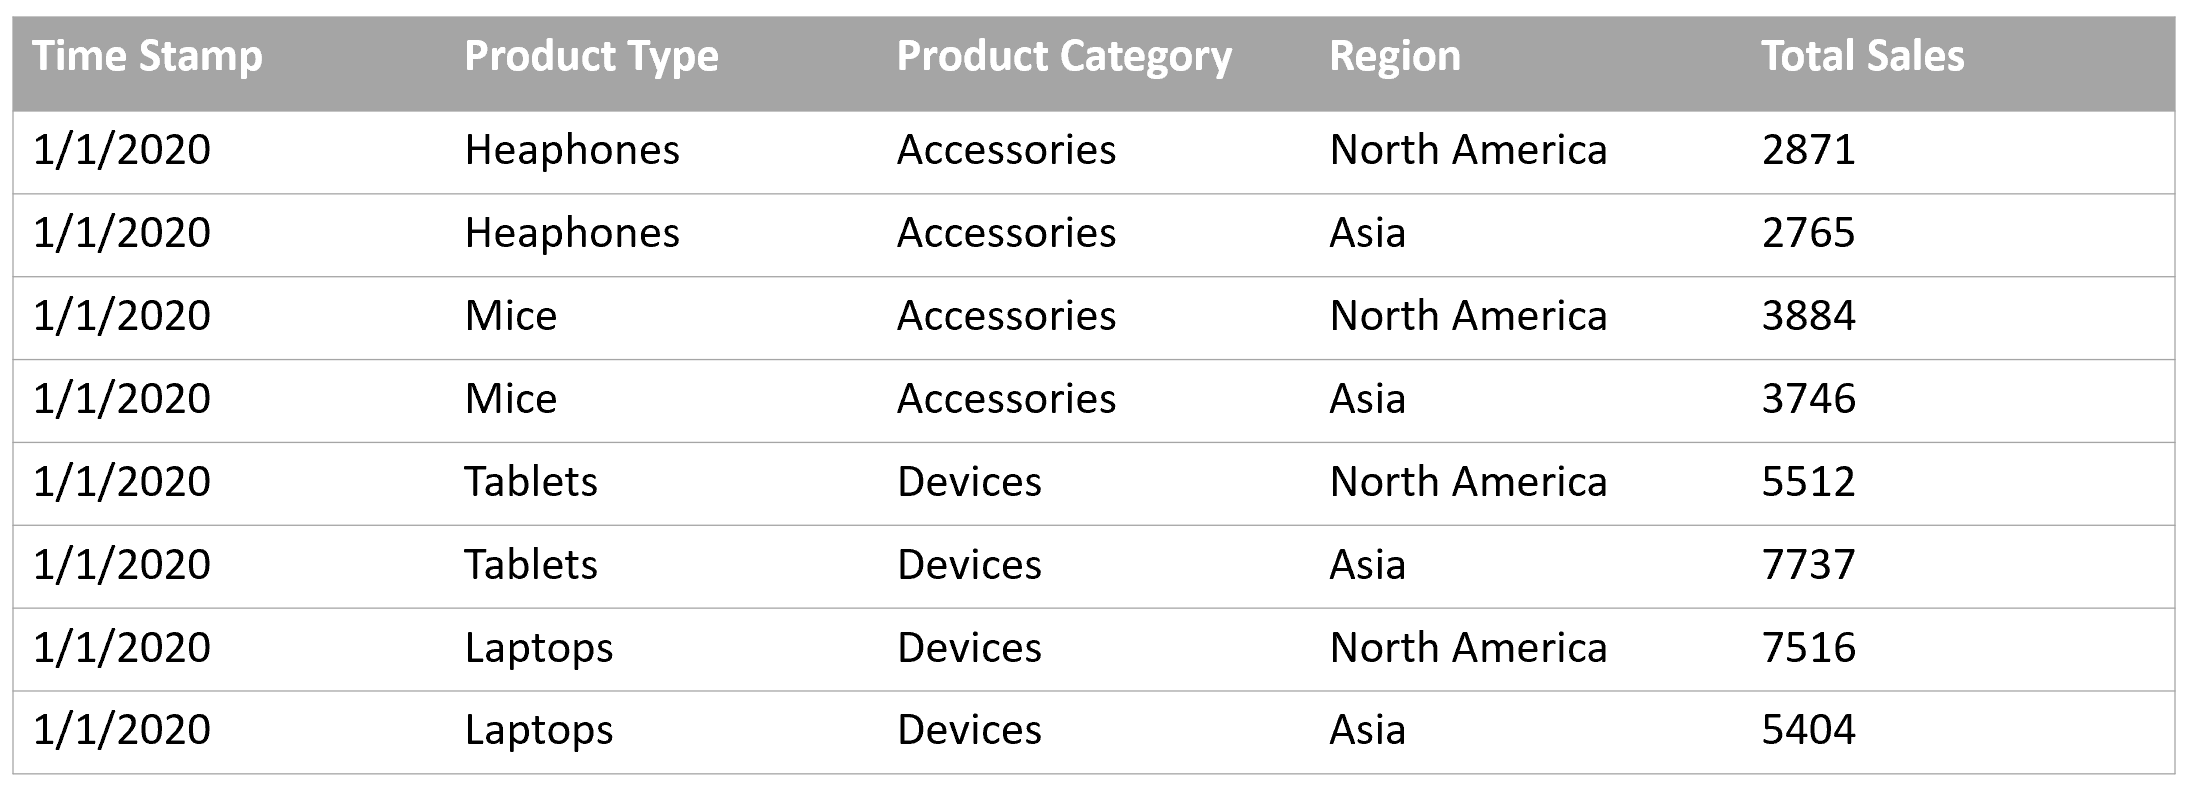 Time Stamp Product Type Product Category Region Total Sales
1/1/2020 Heaphones Accessories North America 2871
1/1/2020 Heaphones Accessories Asia 2765
1/1/2020 Mice Accessories North America 3884
1/1/2020 Mice Accessories Asia 3746
1/1/2020 Tablets Devices North America 5512
1/1/2020 Tablets Devices Asia 7737
1/1/2020 Laptops Devices North America 7516
1/1/2020 Laptops Devices Asia 5404